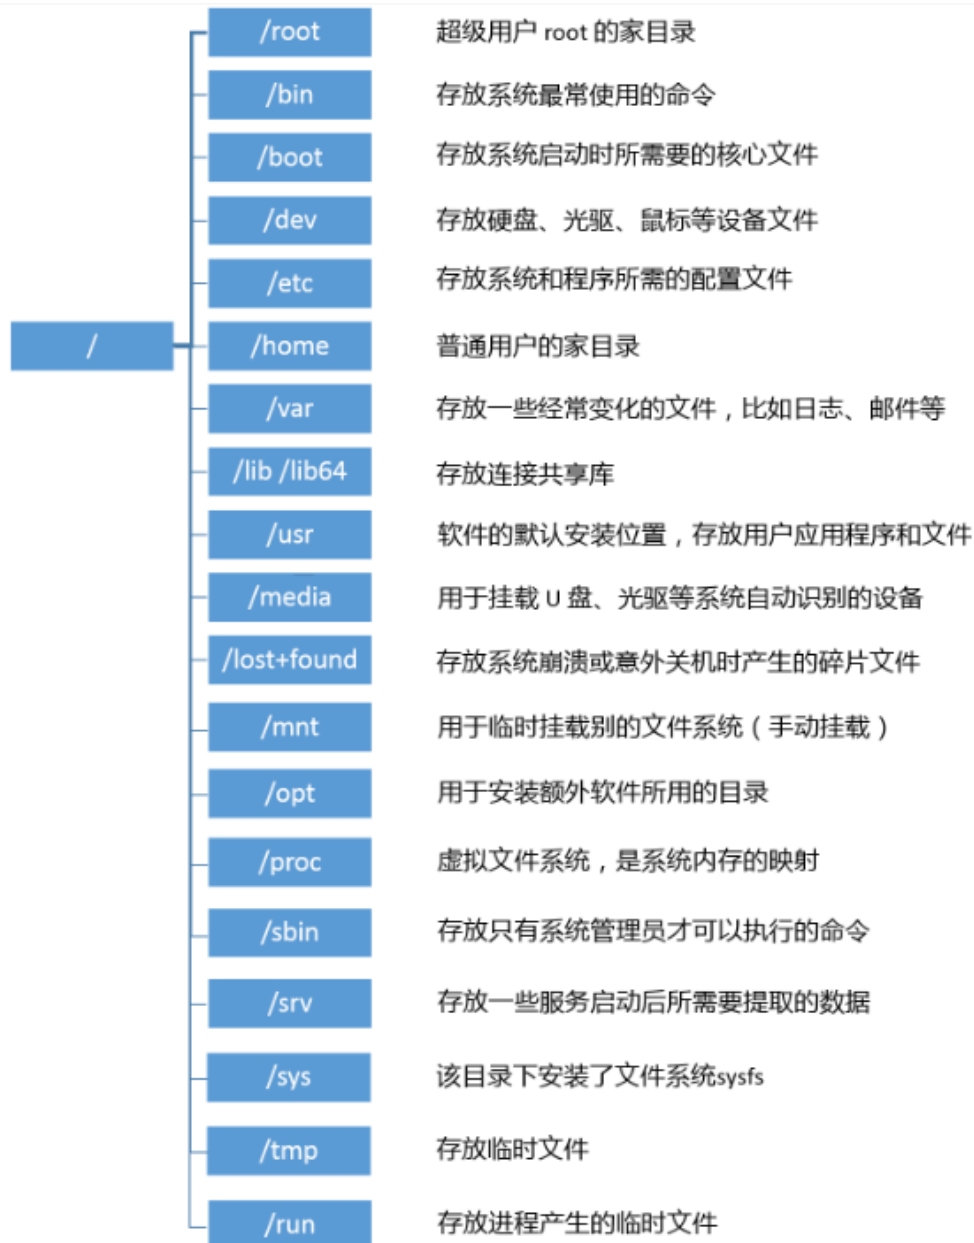 /root 超级用户 root 的家目录
/bin 存放系统最常使用的命令
/boot 存放系统启动时所需要的核心文件
/dev 存放硬盘、光驱、鼠标等设备文件
/etc 存放系统和程序所需的配置文件
/ /home 普通用户的家目录
/var 存放一些经常变化的文件，比如日志、邮件等
/lib /lib64 存放连接共享库
/usr 软件的默认安装位置，存放用户应用程序和文件
/media 用于挂载 U 盘、光驱等系统自动识别的设备
/lost+found 存放系统崩溃或意外关机时产生的碎片文件
/mnt 用于临时挂载别的文件系统（手动挂载）
/opt 用于安装额外软件所用的目录
/proc 虚拟文件系统，是系统内存的映射
/sbin 存放只有系统管理员才可以执行的命令
/srv 存放一些服务启动后所需要提取的数据
/sys 该目录下安装了文件系统sysfs
/tmp 存放临时文件
/run 存放进程产生的临时文件